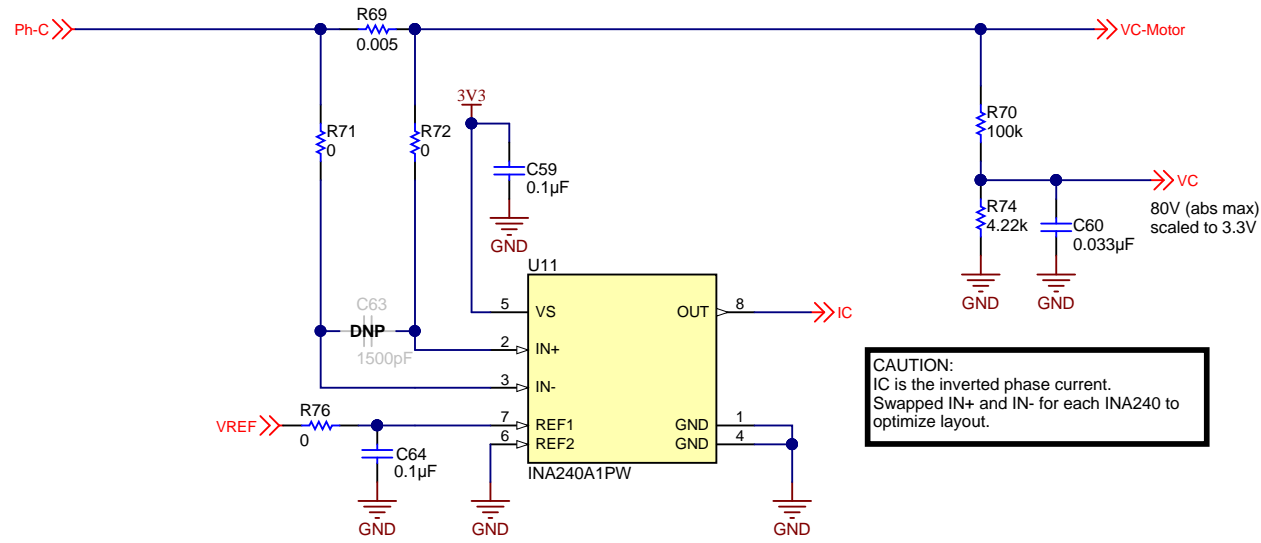 R69
Ph-C
VC-Motor
0.005
3V3
R71
0
R72
0
R70
100k
C59
0.1µF
VC
80V (abs max)
scaled to 3.3V
R74
4.22k
C60
0.033µF
GND
GND
GND
U11
C63
DNP
1500pF
5
VS
OUT
8
IC
2
IN+
3
IN-
CAUTION:
IC is the inverted phase current.
Swapped IN+ and IN- for each INA240 to
optimize layout.
R76
VREF
0
7
REF1
GND
1
6
REF2
GND
4
C64
0.1µF
INA240A1PW
GND
GND
GND